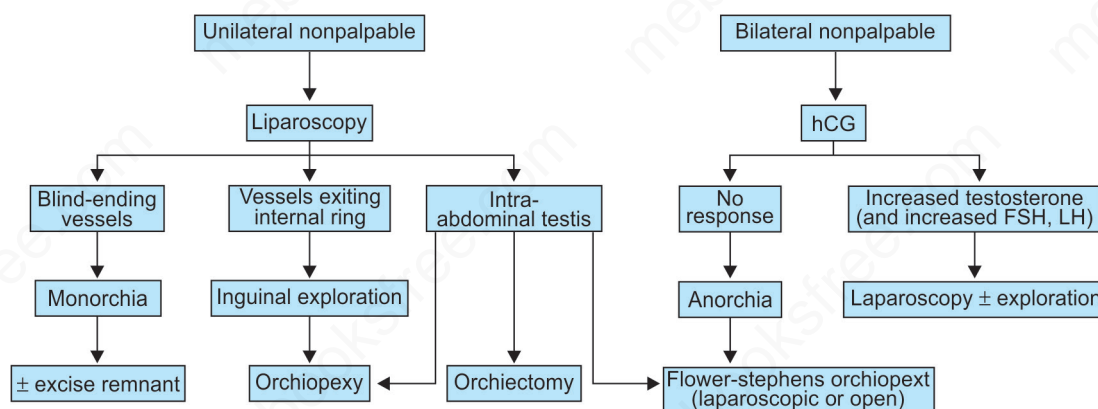 Unilateral nonpalpable
Bilateral nonpalpable
Liparoscopy
hCG
Blind-ending
vessels
Vessels exiting
internal ring
Intra-
abdominal testis
No
response
Increased testosterone
(and increased FSH, LH)
Monorchia
Inguinal exploration
Anorchia
Laparoscopy ± exploration
± excise remnant
Orchiopexy
Orchiectomy
Flower-stephens orchiopext
(laparoscopic or open)